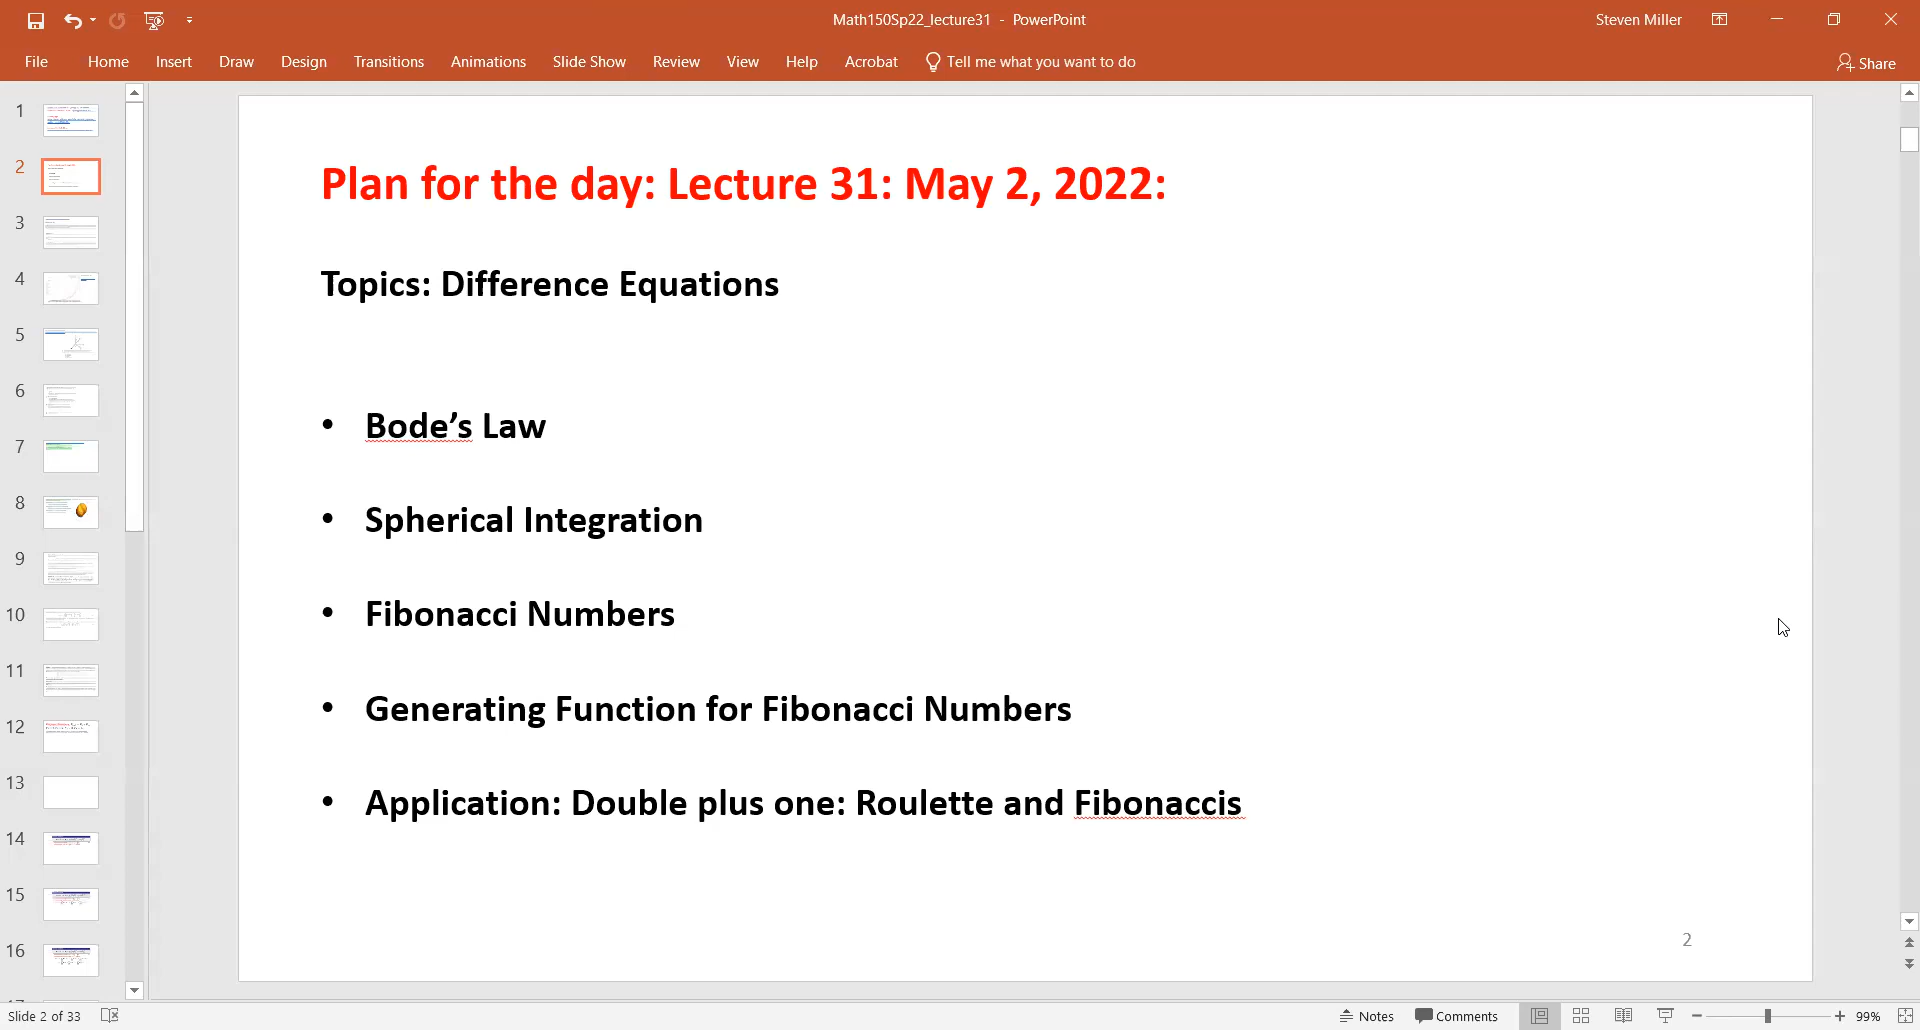 Math150Sp22_lecture31 - PowerPoint
Steven Miller
File Home Insert Draw Design Transitions Animations Slide Show Review View Help Acrobat Tell me what you want to do
Share
1
2
3
4
5
6
7
8
9
10
11
12
13
14
15
16
Plan for the day: Lecture 31: May 2, 2022:
Topics: Difference Equations
• Bode’s Law
• Spherical Integration
• Fibonacci Numbers
• Generating Function for Fibonacci Numbers
• Application: Double plus one: Roulette and Fibonaccis
2
Slide 2 of 33
Notes Comments 99%